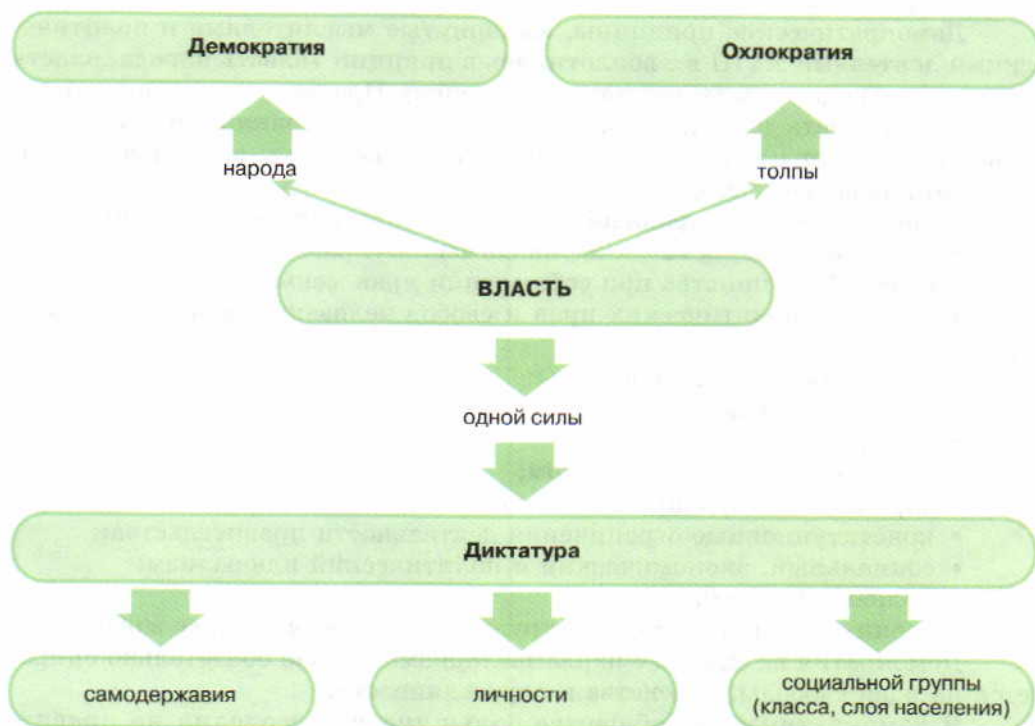 Демократия
Охлократия
народа
толпы
ВЛАСТЬ
одной силы
Диктатура
самодержавия
личности
социальной группы
(класса, слоя населения)